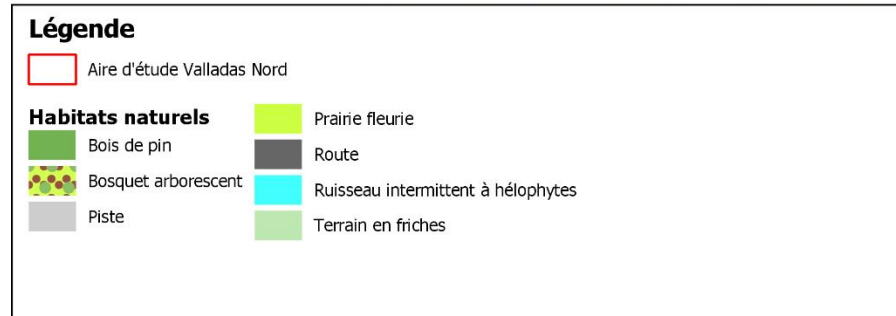 Légende
Aire d'étude Valladas Nord
Habitats naturels
Bois de pin
Bosquet arborescent
Piste
Prairie fleurie
Route
Ruisseau intermittent à hélophytes
Terrain en friches